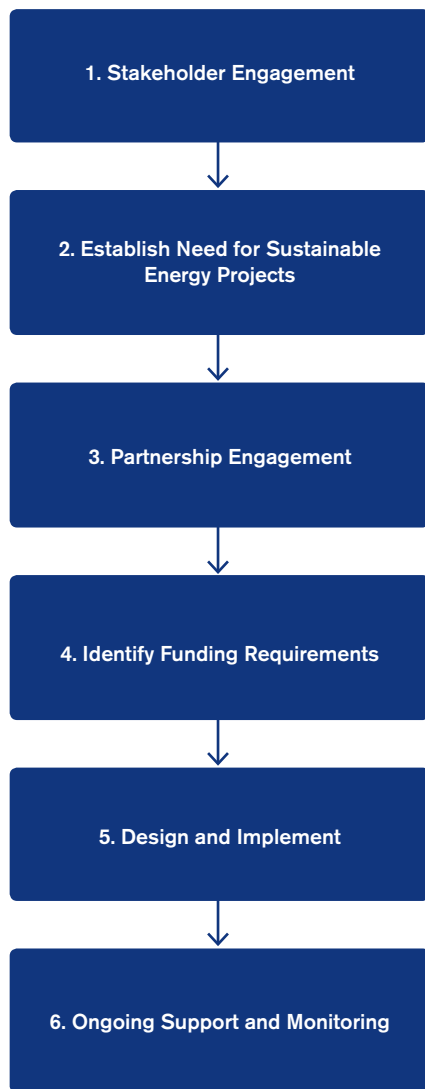 1. Stakeholder Engagement
2. Establish Need for Sustainable
Energy Projects
3. Partnership Engagement
4. Identify Funding Requirements
5. Design and Implement
6. Ongoing Support and Monitoring